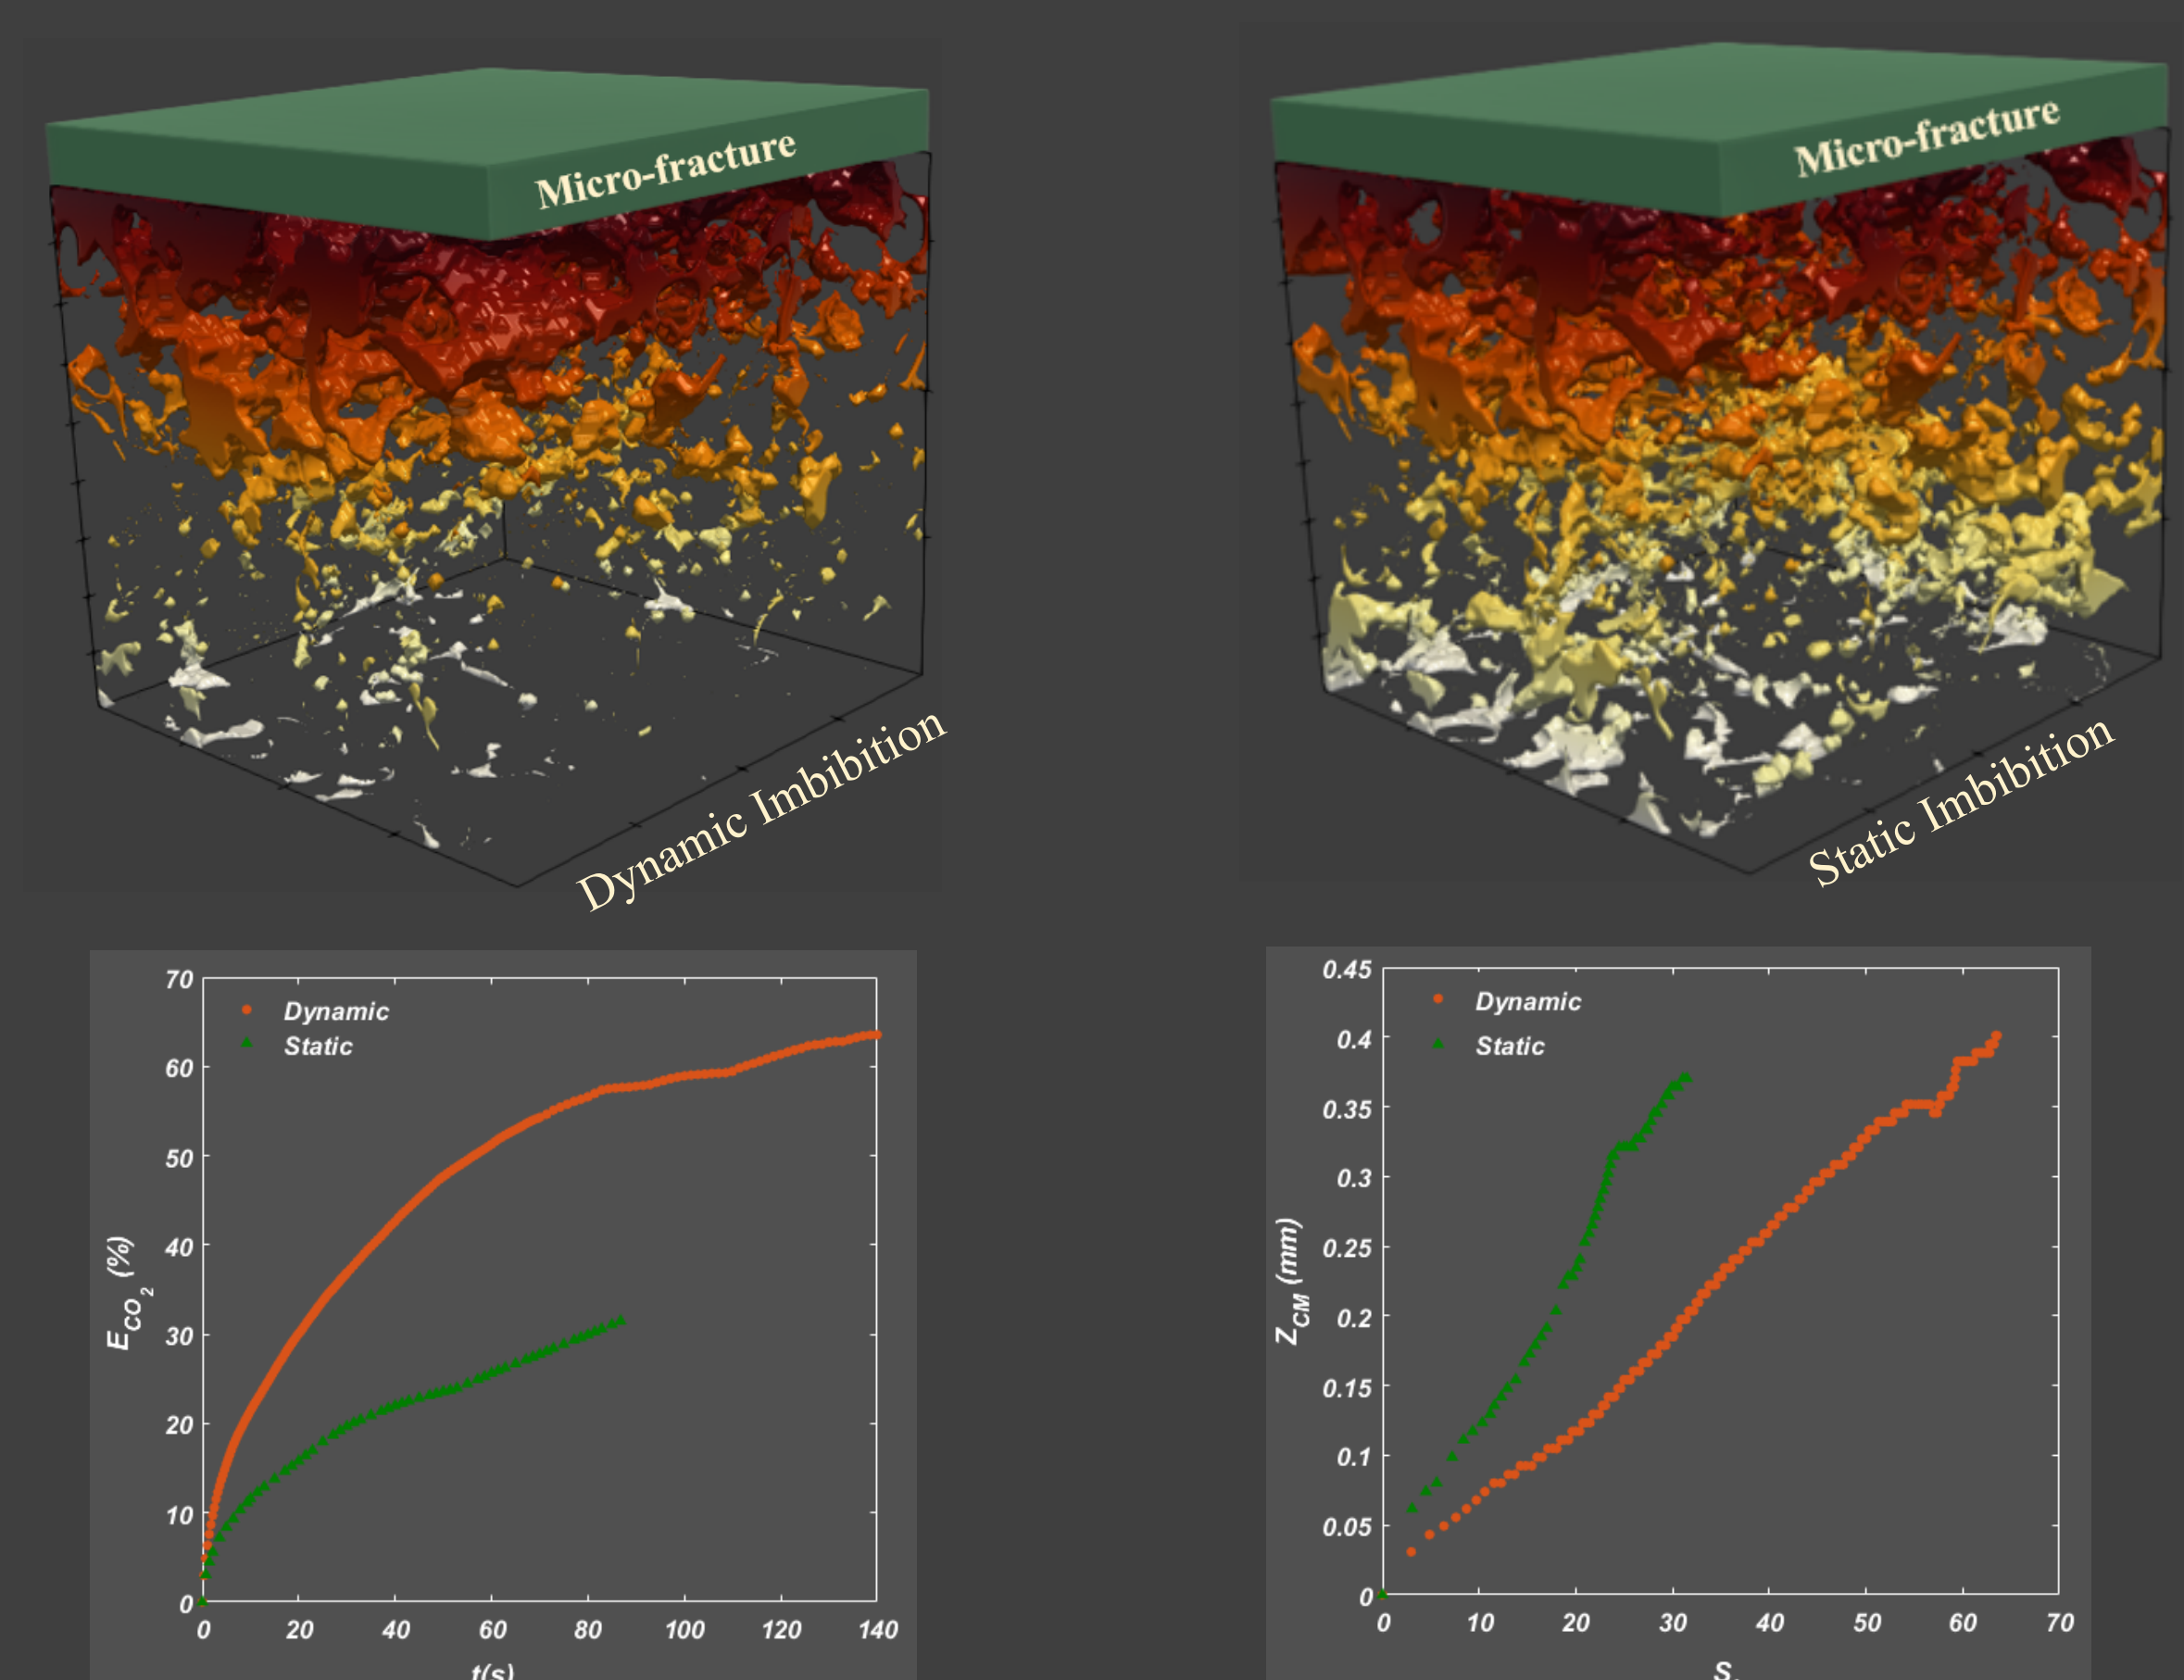 Micro-fracture
Micro-fracture
Dynamic Imbibition
Static Imbibition
70
60
50
40
30
20
10
0
E_CO2 (%)
Dynamic
Static
0 20 40 60 80 100 120 140
t(s)
0.45
0.4
0.35
0.3
0.25
0.2
0.15
0.1
0.05
0
Z_CM (mm)
Dynamic
Static
0 10 20 30 40 50 60 70
S